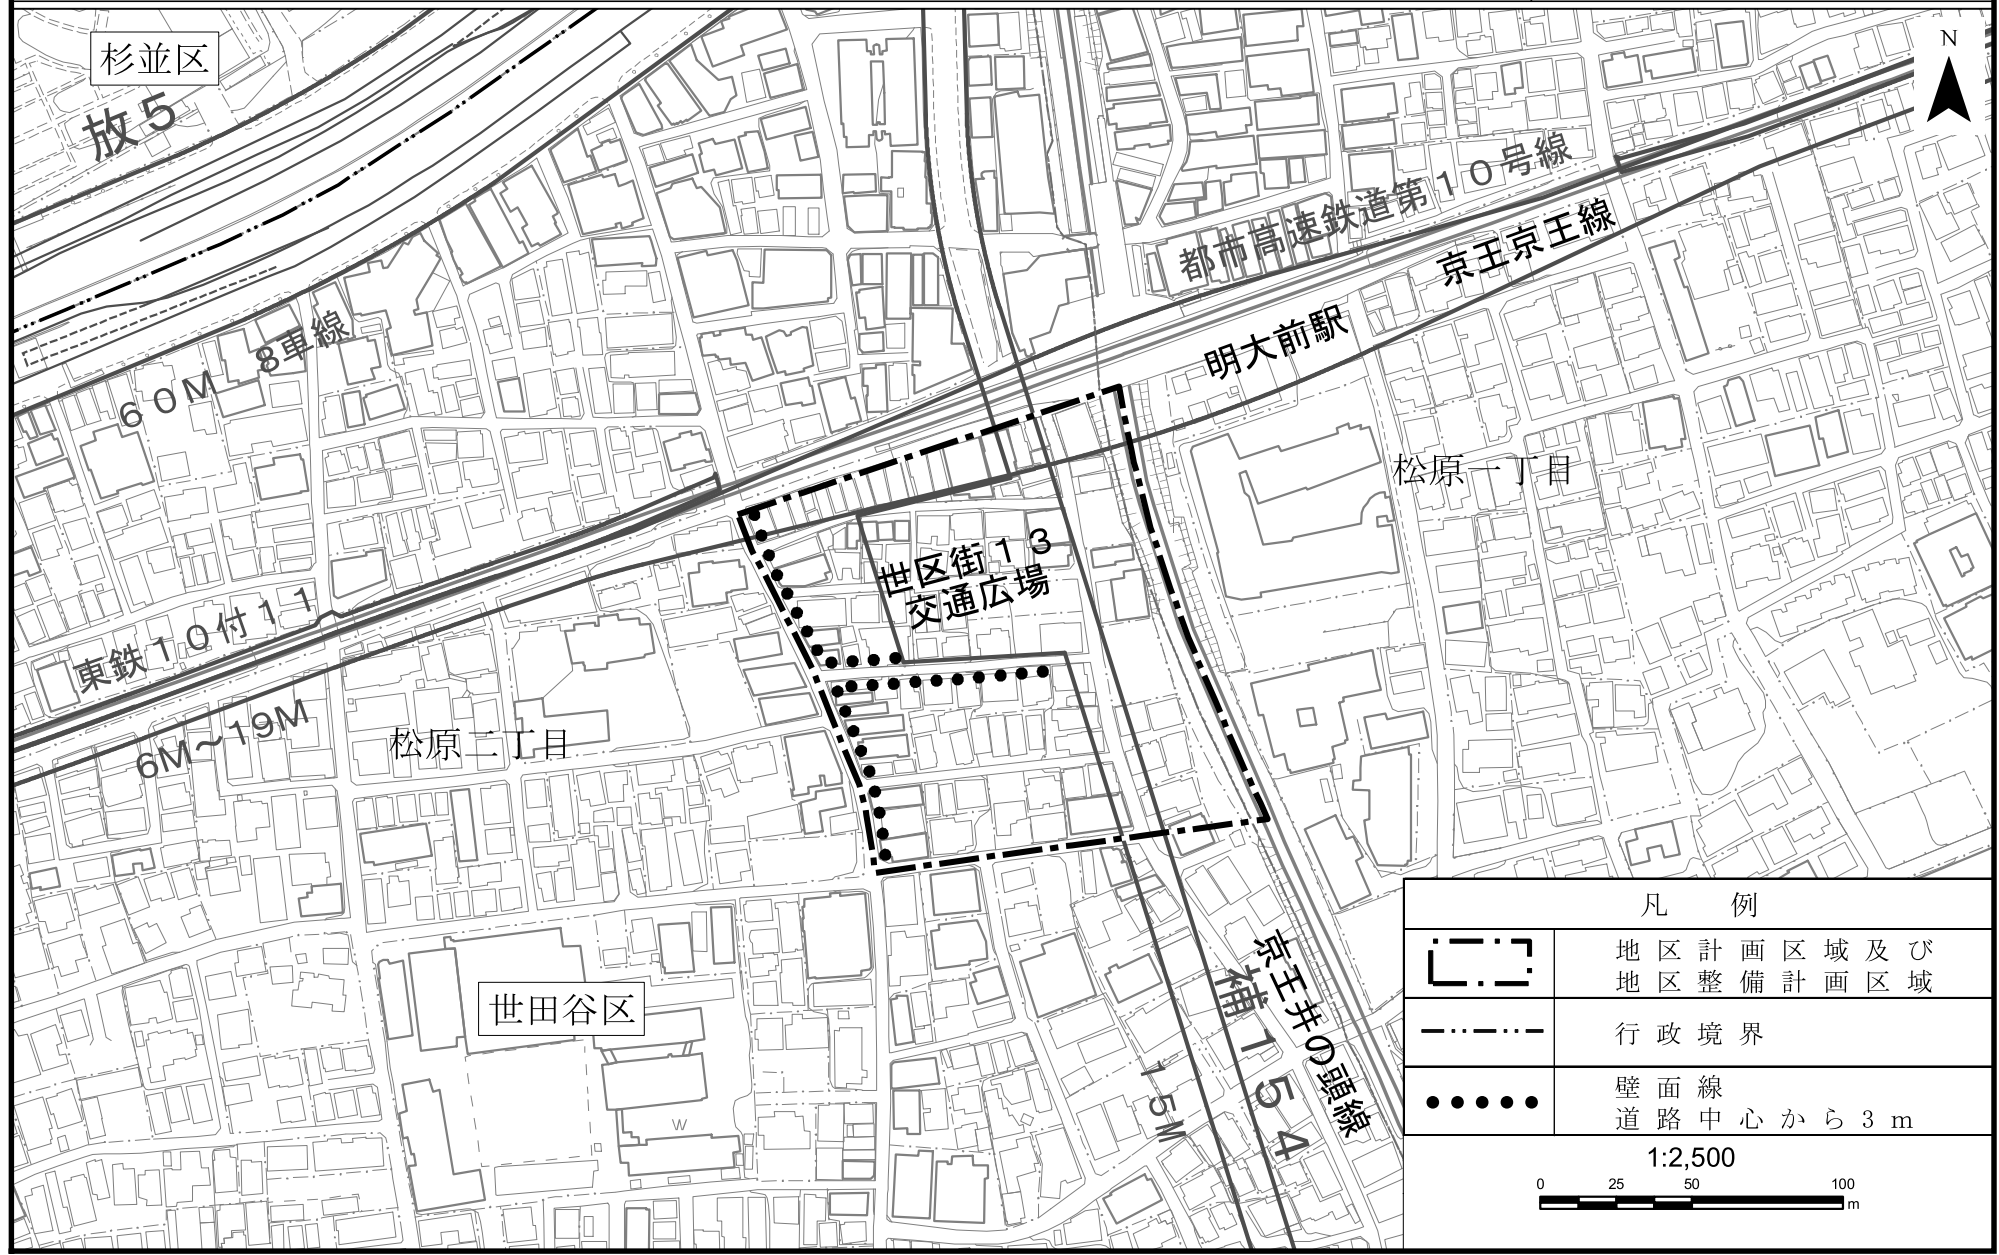 杉並区
放5
N
都市高速鉄道第10号線
京王京王線
明大前駅
8車線
60M
松原一丁目
世区街13
交通広場
東鉄10付11
6M～19M
松原二丁目
世田谷区
京王井の頭線
補154
15M
W
凡 例
地区計画区域及び
地区整備計画区域
行政境界
壁面線
道路中心から3m
1:2,500
0 25 50 100
m